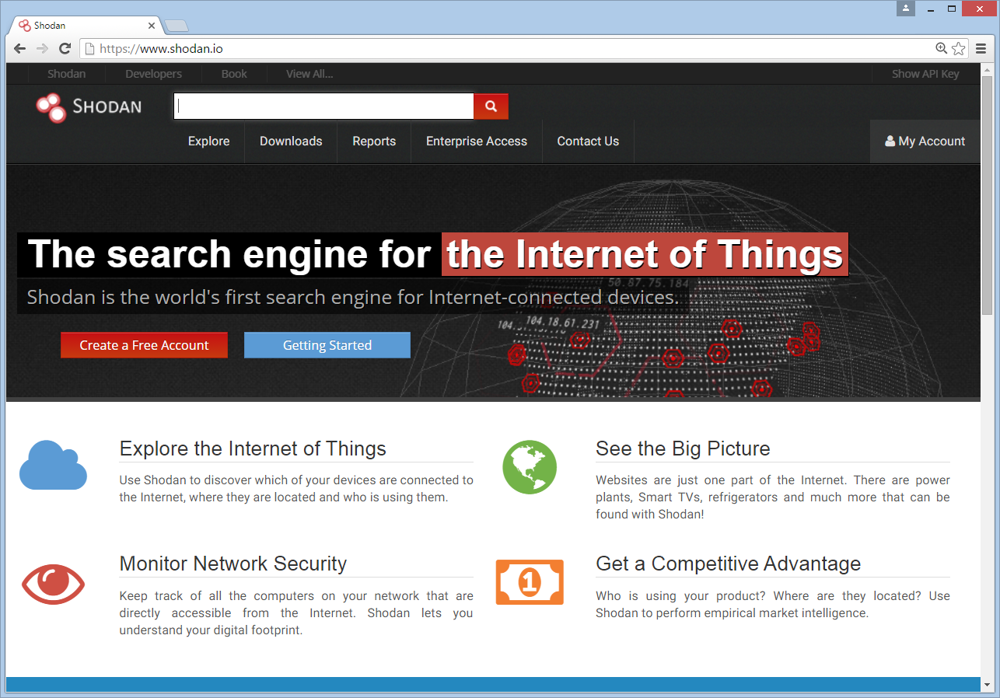 Shodan
https://www.shodan.io
Shodan Developers Book View All... Show API Key
SHODAN
Explore Downloads Reports Enterprise Access Contact Us My Account
The search engine for the Internet of Things
50.87.75.184
Shodan is the world's first search engine for Internet-connected devices.
104.18.61.231
Create a Free Account Getting Started
Explore the Internet of Things
Use Shodan to discover which of your devices are connected to
the Internet, where they are located and who is using them.
See the Big Picture
Websites are just one part of the Internet. There are power
plants, Smart TVs, refrigerators and much more that can be
found with Shodan!
Monitor Network Security
Keep track of all the computers on your network that are
directly accessible from the Internet. Shodan lets you
understand your digital footprint.
1
Get a Competitive Advantage
Who is using your product? Where are they located? Use
Shodan to perform empirical market intelligence.